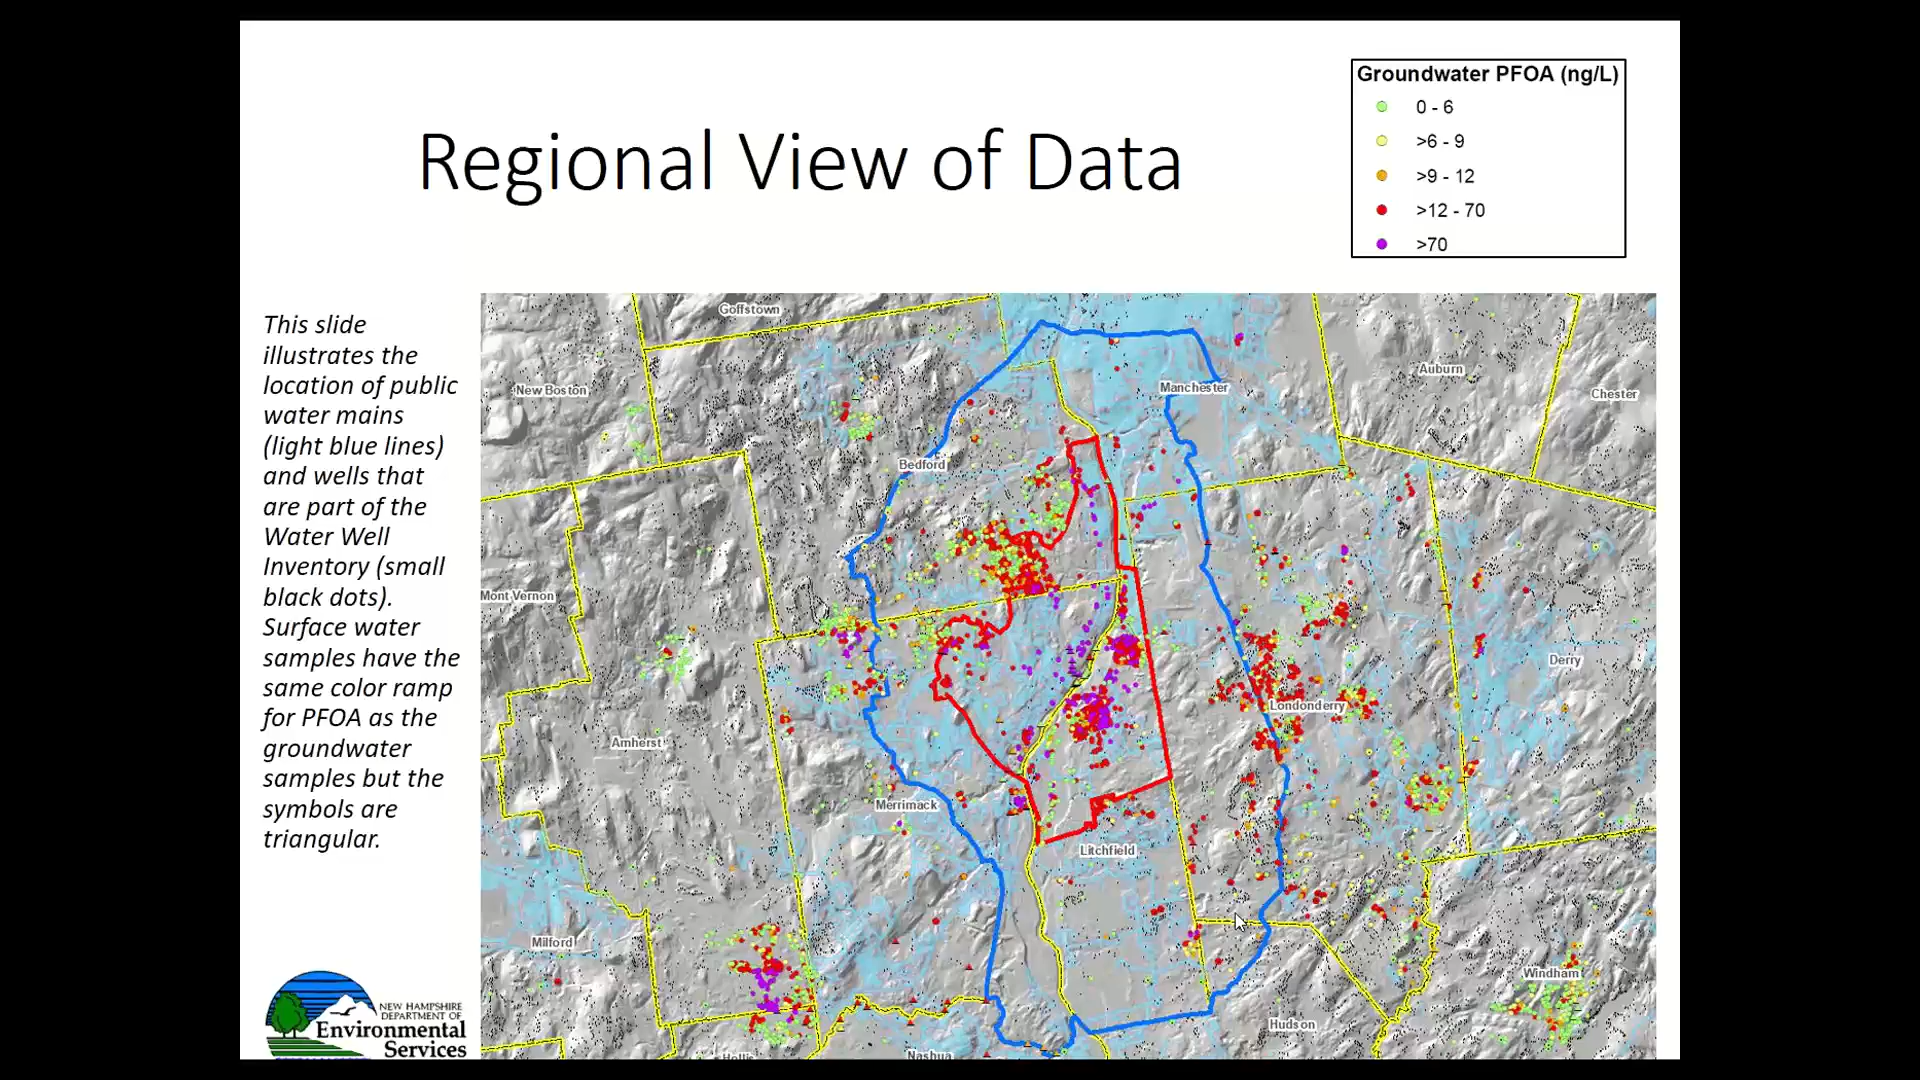 Groundwater PFOA (ng/L)
0 - 6
>6 - 9
>9 - 12
>12 - 70
>70
Regional View of Data
This slide
illustrates the
location of public
water mains
(light blue lines)
and wells that
are part of the
Water Well
Inventory (small
black dots).
Surface water
samples have the
same color ramp
for PFOA as the
groundwater
samples but the
symbols are
triangular.
Goffstown
New Boston
Manchester
Auburn
Chester
Bedford
Mont Vernon
Derry
Londonderry
Amherst
Merrimack
Litchfield
Milford
Windham
Hudson
Hollis
Nashua
NEW HAMPSHIRE
DEPARTMENT OF
Environmental
Services